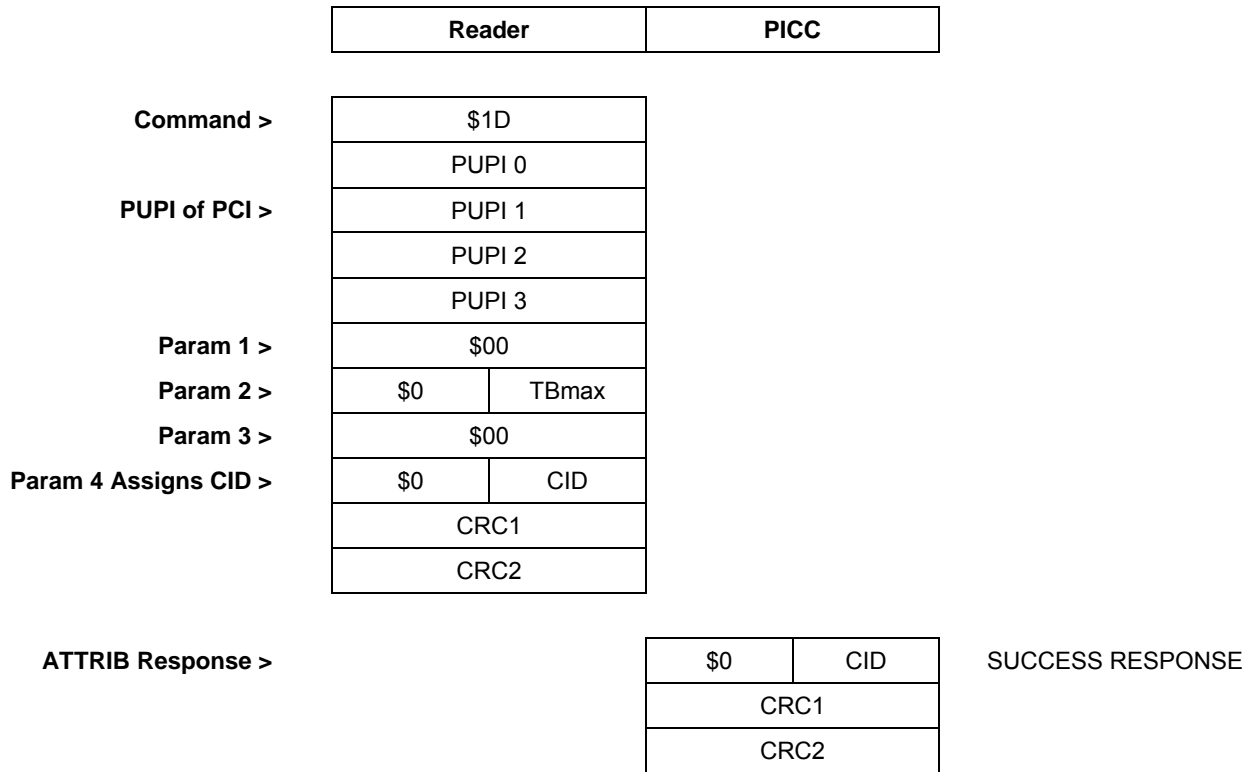 Reader PICC
Command > $1D
PUPI 0
PUPI of PCI > PUPI 1
PUPI 2
PUPI 3
Param 1 > $00
Param 2 > $0 TBmax
Param 3 > $00
Param 4 Assigns CID > $0 CID
CRC1
CRC2
ATTRIB Response > $0 CID SUCCESS RESPONSE
CRC1
CRC2